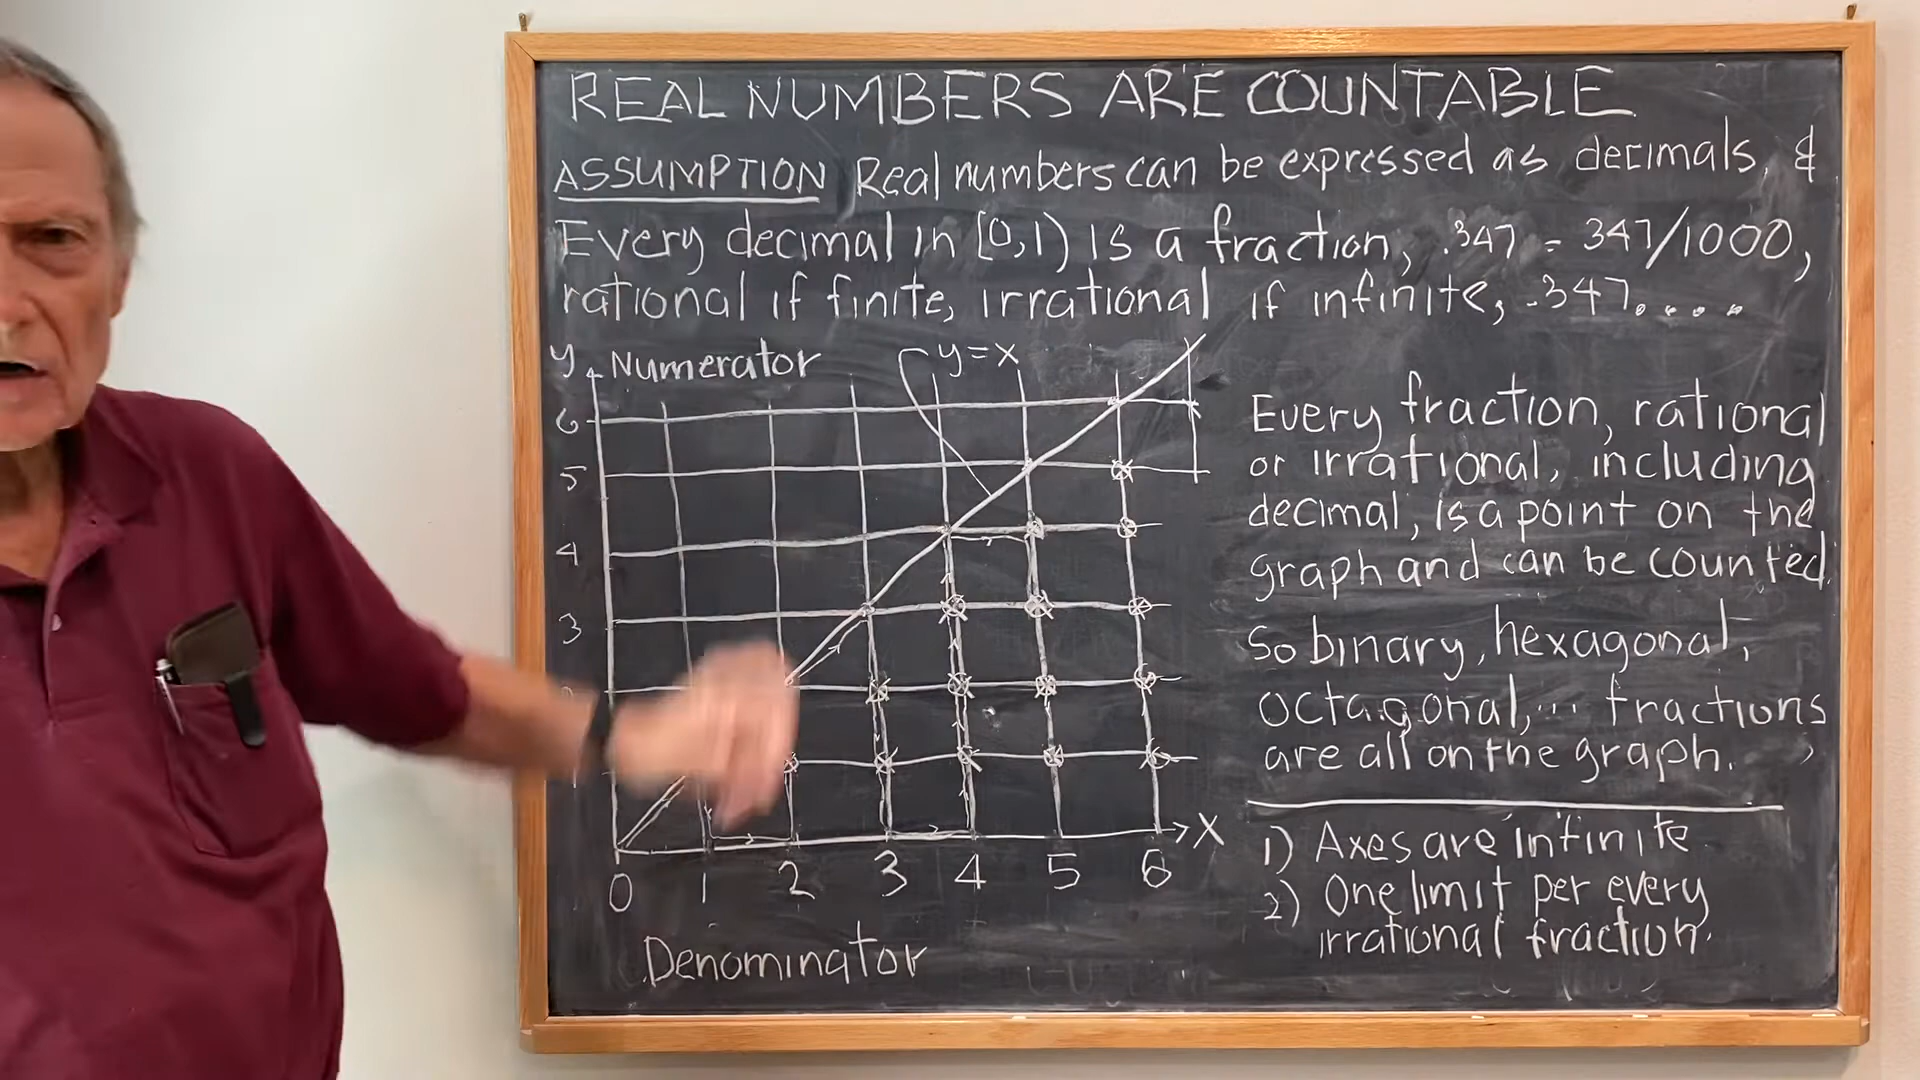 REAL NUMBERS ARE COUNTABLE
ASSUMPTION Real numbers can be expressed as decimals, &
Every decimal in [0,1) is a fraction, .347 = 347/1000,
rational if finite, irrational if infinite, .347....
y Numerator
y=x
6
5
4
3
0 1 2 3 4 5 6
x
Denominator
Every fraction, rational
or irrational, including
decimal, is a point on the
graph and can be counted.
So binary, hexagonal,
octagonal,... fractions
are all on the graph.
1) Axes are infinite
2) One limit per every
irrational fraction.